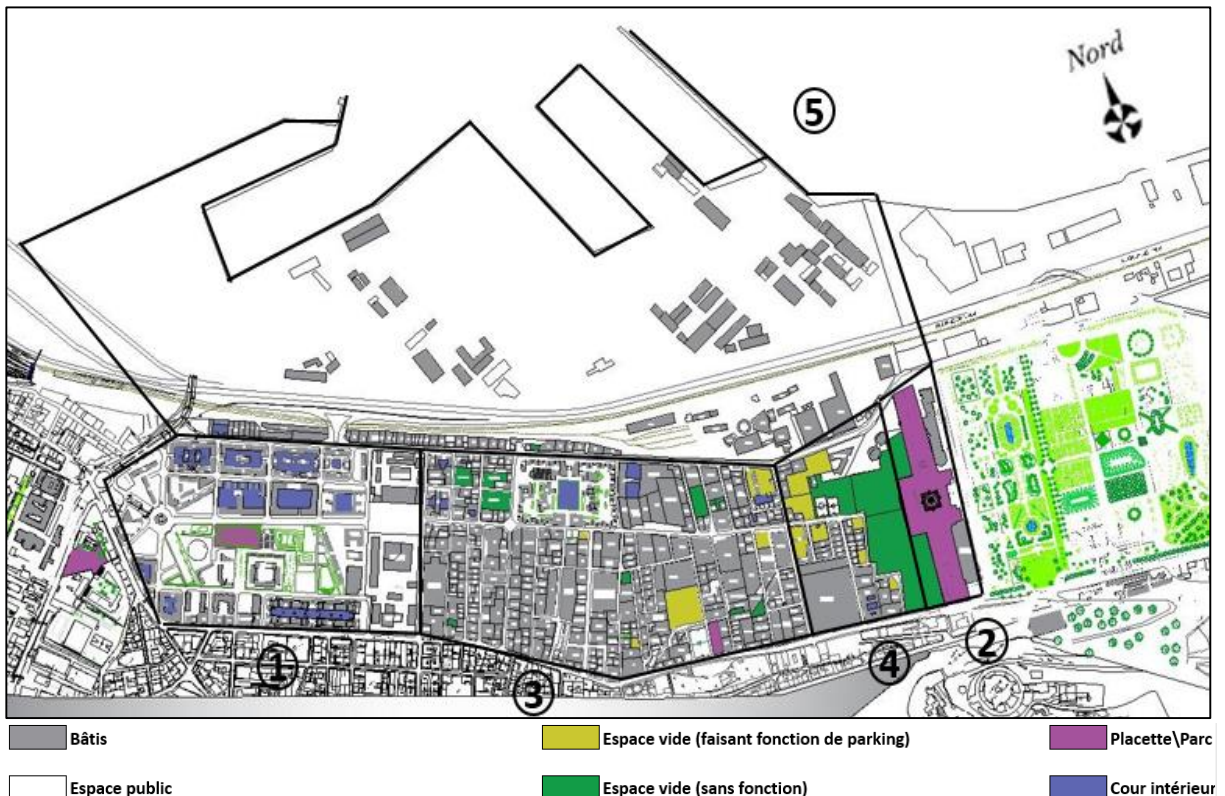 Nord
⑤
①
③
④
②
Bâtis
Espace vide (faisant fonction de parking)
Placette\Parc
Espace public
Espace vide (sans fonction)
Cour intérieur